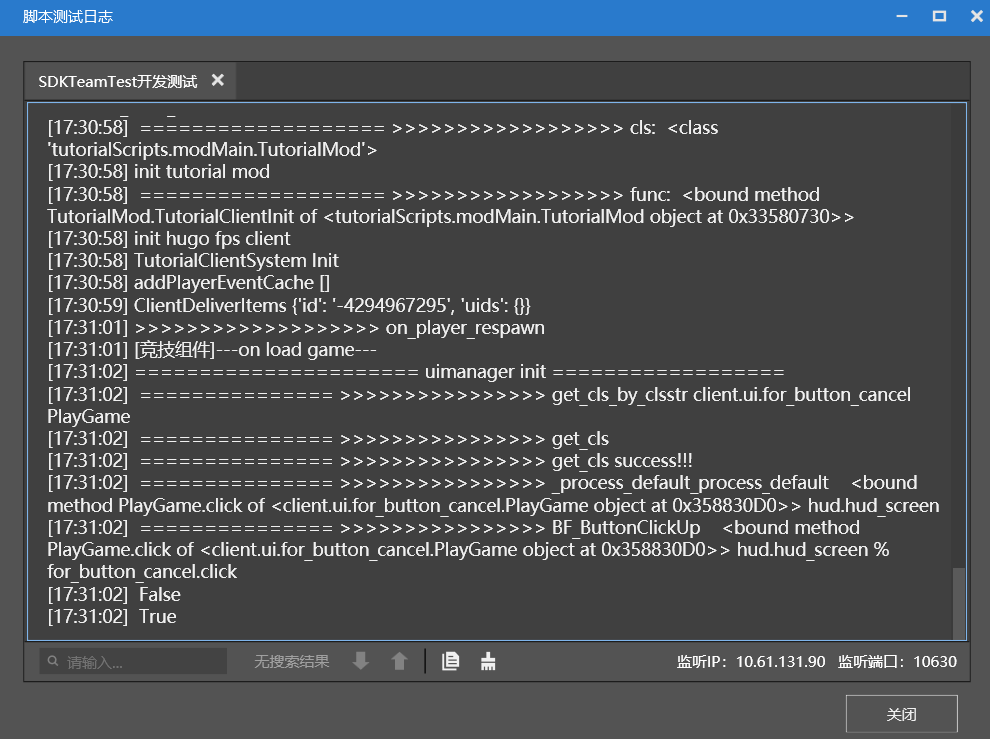 脚本测试日志
SDKTeamTest开发测试
[17:30:58] =================== >>>>>>>>>>>>>>>>>> cls: <class
'tutorialScripts.modMain.TutorialMod'>
[17:30:58] init tutorial mod
[17:30:58] =================== >>>>>>>>>>>>>>>>>> func: <bound method
TutorialMod.TutorialClientInit of <tutorialScripts.modMain.TutorialMod object at 0x33580730>>
[17:30:58] init hugo fps client
[17:30:58] TutorialClientSystem Init
[17:30:58] addPlayerEventCache []
[17:30:59] ClientDeliverItems {'id': '-4294967295', 'uids': {}}
[17:31:01] >>>>>>>>>>>>>>>>>>> on_player_respawn
[17:31:01] [竞技组件]---on load game---
[17:31:02] ====================== uimanager init ==================
[17:31:02] =============== >>>>>>>>>>>>>>>> get_cls_by_clsstr client.ui.for_button_cancel
PlayGame
[17:31:02] =============== >>>>>>>>>>>>>>>> get_cls
[17:31:02] =============== >>>>>>>>>>>>>>>> get_cls success!!!
[17:31:02] =============== >>>>>>>>>>>>>>>> _process_default_process_default <bound
method PlayGame.click of <client.ui.for_button_cancel.PlayGame object at 0x358830D0>> hud.hud_screen
[17:31:02] =============== >>>>>>>>>>>>>>>> BF_ButtonClickUp <bound method
PlayGame.click of <client.ui.for_button_cancel.PlayGame object at 0x358830D0>> hud.hud_screen %
for_button_cancel.click
[17:31:02] False
[17:31:02] True
请输入... 无搜索结果 监听IP: 10.61.131.90 监听端口: 10630
关闭